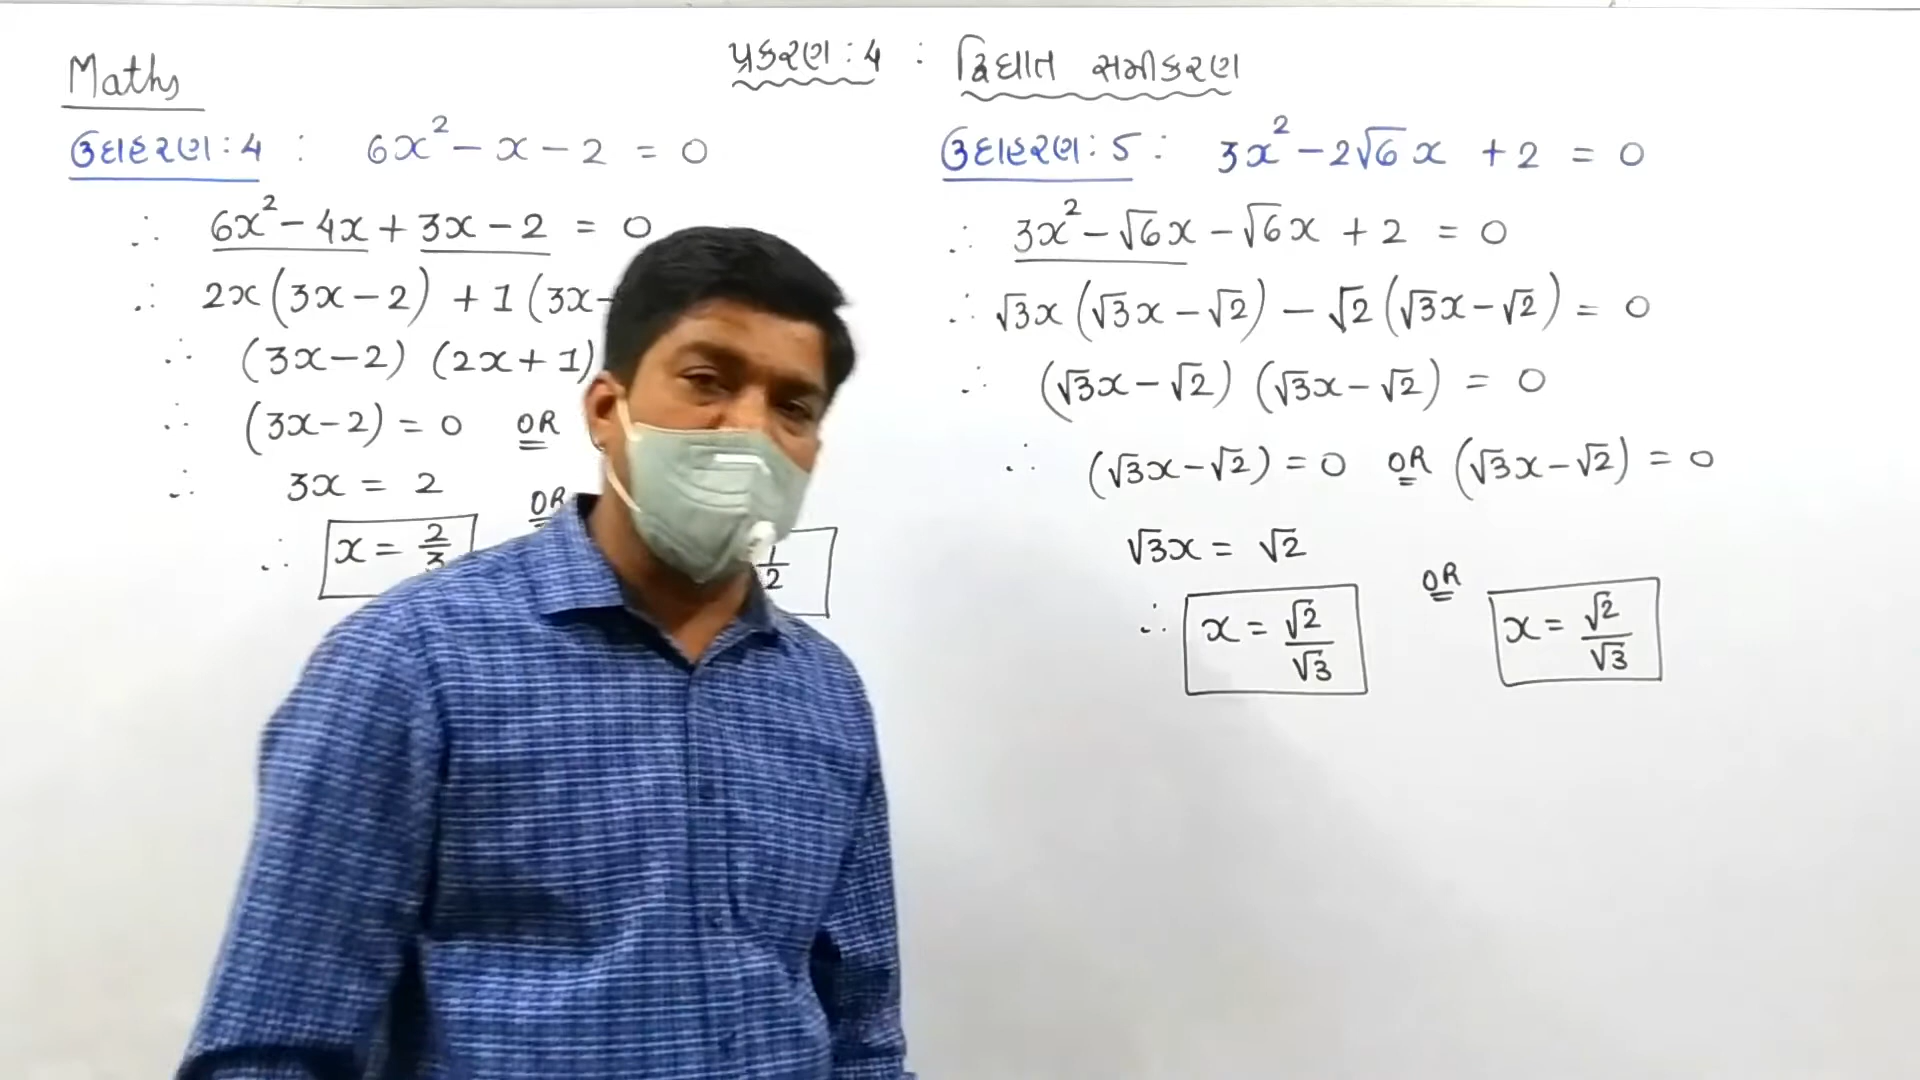 Maths
પ્રકરણ : 4 : દ્વિઘાત સમીકરણ
ઉદાહરણ : 4 : 6x² − x − 2 = 0
∴ 6x² − 4x + 3x − 2 = 0
∴ 2x(3x − 2) + 1(3x −
∴ (3x − 2) (2x + 1)
∴ (3x − 2) = 0 OR
∴ 3x = 2 OR
∴ x = 2/3 1/2
ઉદાહરણ : 5 : 3x² − 2√6x + 2 = 0
∴ 3x² − √6x − √6x + 2 = 0
∴ √3x(√3x − √2) − √2(√3x − √2) = 0
∴ (√3x − √2) (√3x − √2) = 0
∴ (√3x − √2) = 0 OR (√3x − √2) = 0
√3x = √2
∴ x = √2/√3 OR x = √2/√3